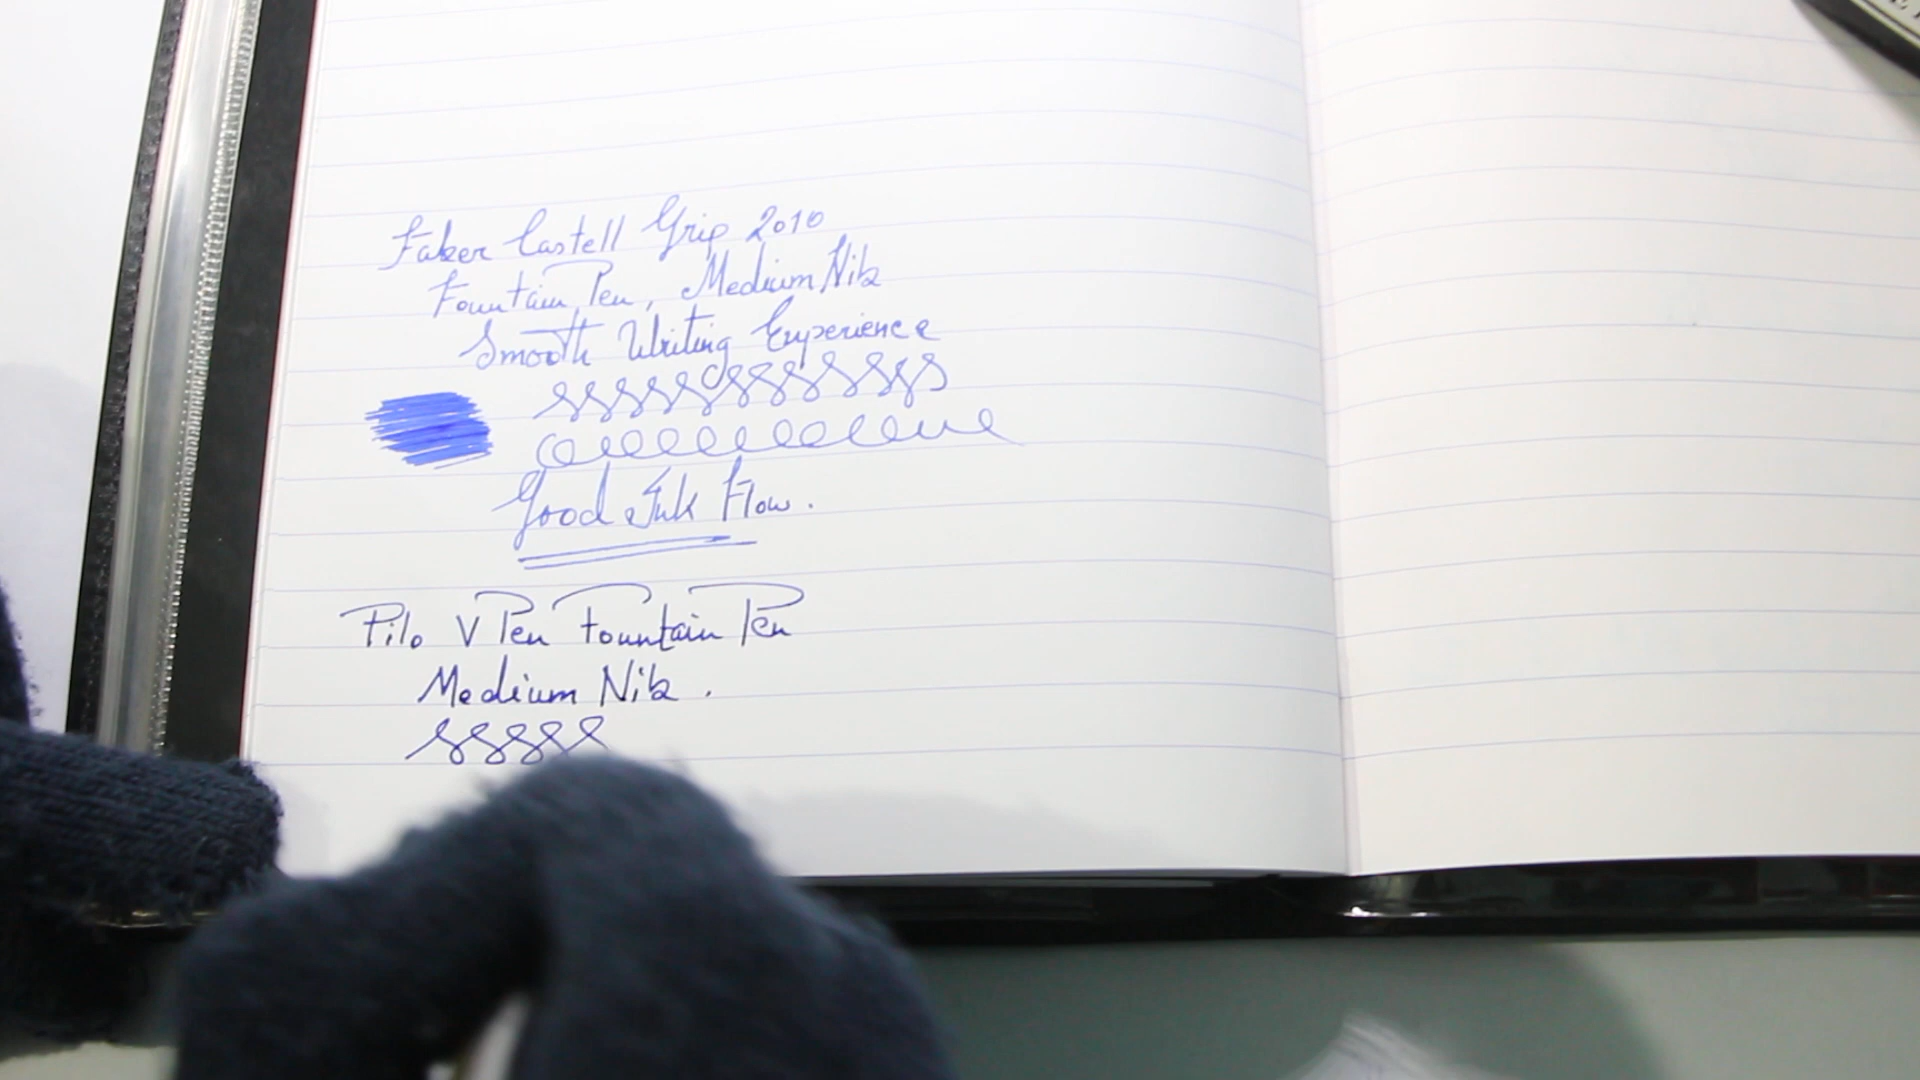 Faber Castell Grip 2010
Fountain Pen, Medium Nib
Smooth Writing Experience
Good Ink Flow.
Pilo V Pen Fountain Pen
Medium Nib.